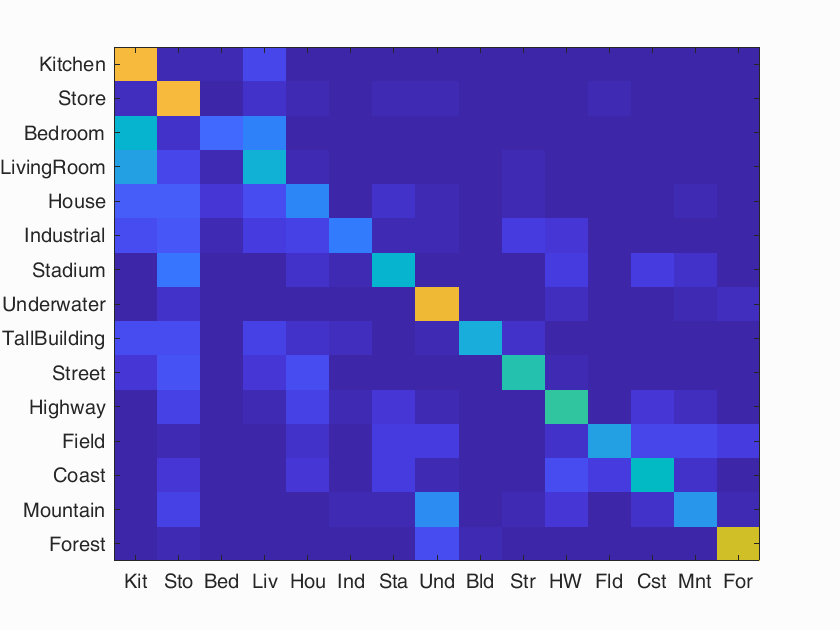 Kitchen
Store
Bedroom
LivingRoom
House
Industrial
Stadium
Underwater
TallBuilding
Street
Highway
Field
Coast
Mountain
Forest
Kit Sto Bed Liv Hou Ind Sta Und Bld Str HW Fld Cst Mnt For